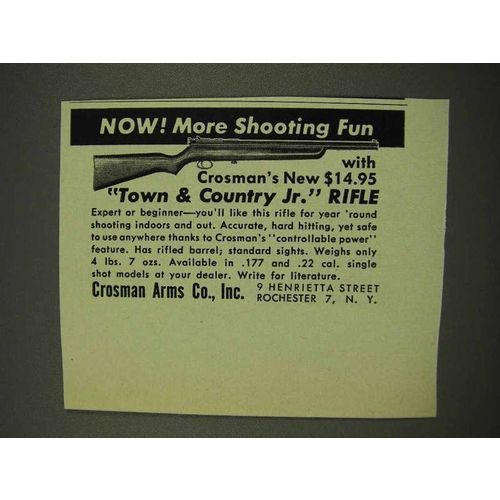 NOW! More Shooting Fun
with
Crosman's New $14.95
"Town & Country Jr." RIFLE
Expert or beginner—you'll like this rifle for year 'round
shooting indoors and out. Accurate, hard hitting, yet safe
to use anywhere thanks to Crosman's "controllable power"
feature. Has rifled barrel; standard sights. Weighs only
4 lbs. 7 ozs. Available in .177 and .22 cal. single
shot models at your dealer. Write for literature.
Crosman Arms Co., Inc. 9 HENRIETTA STREET
ROCHESTER 7, N. Y.